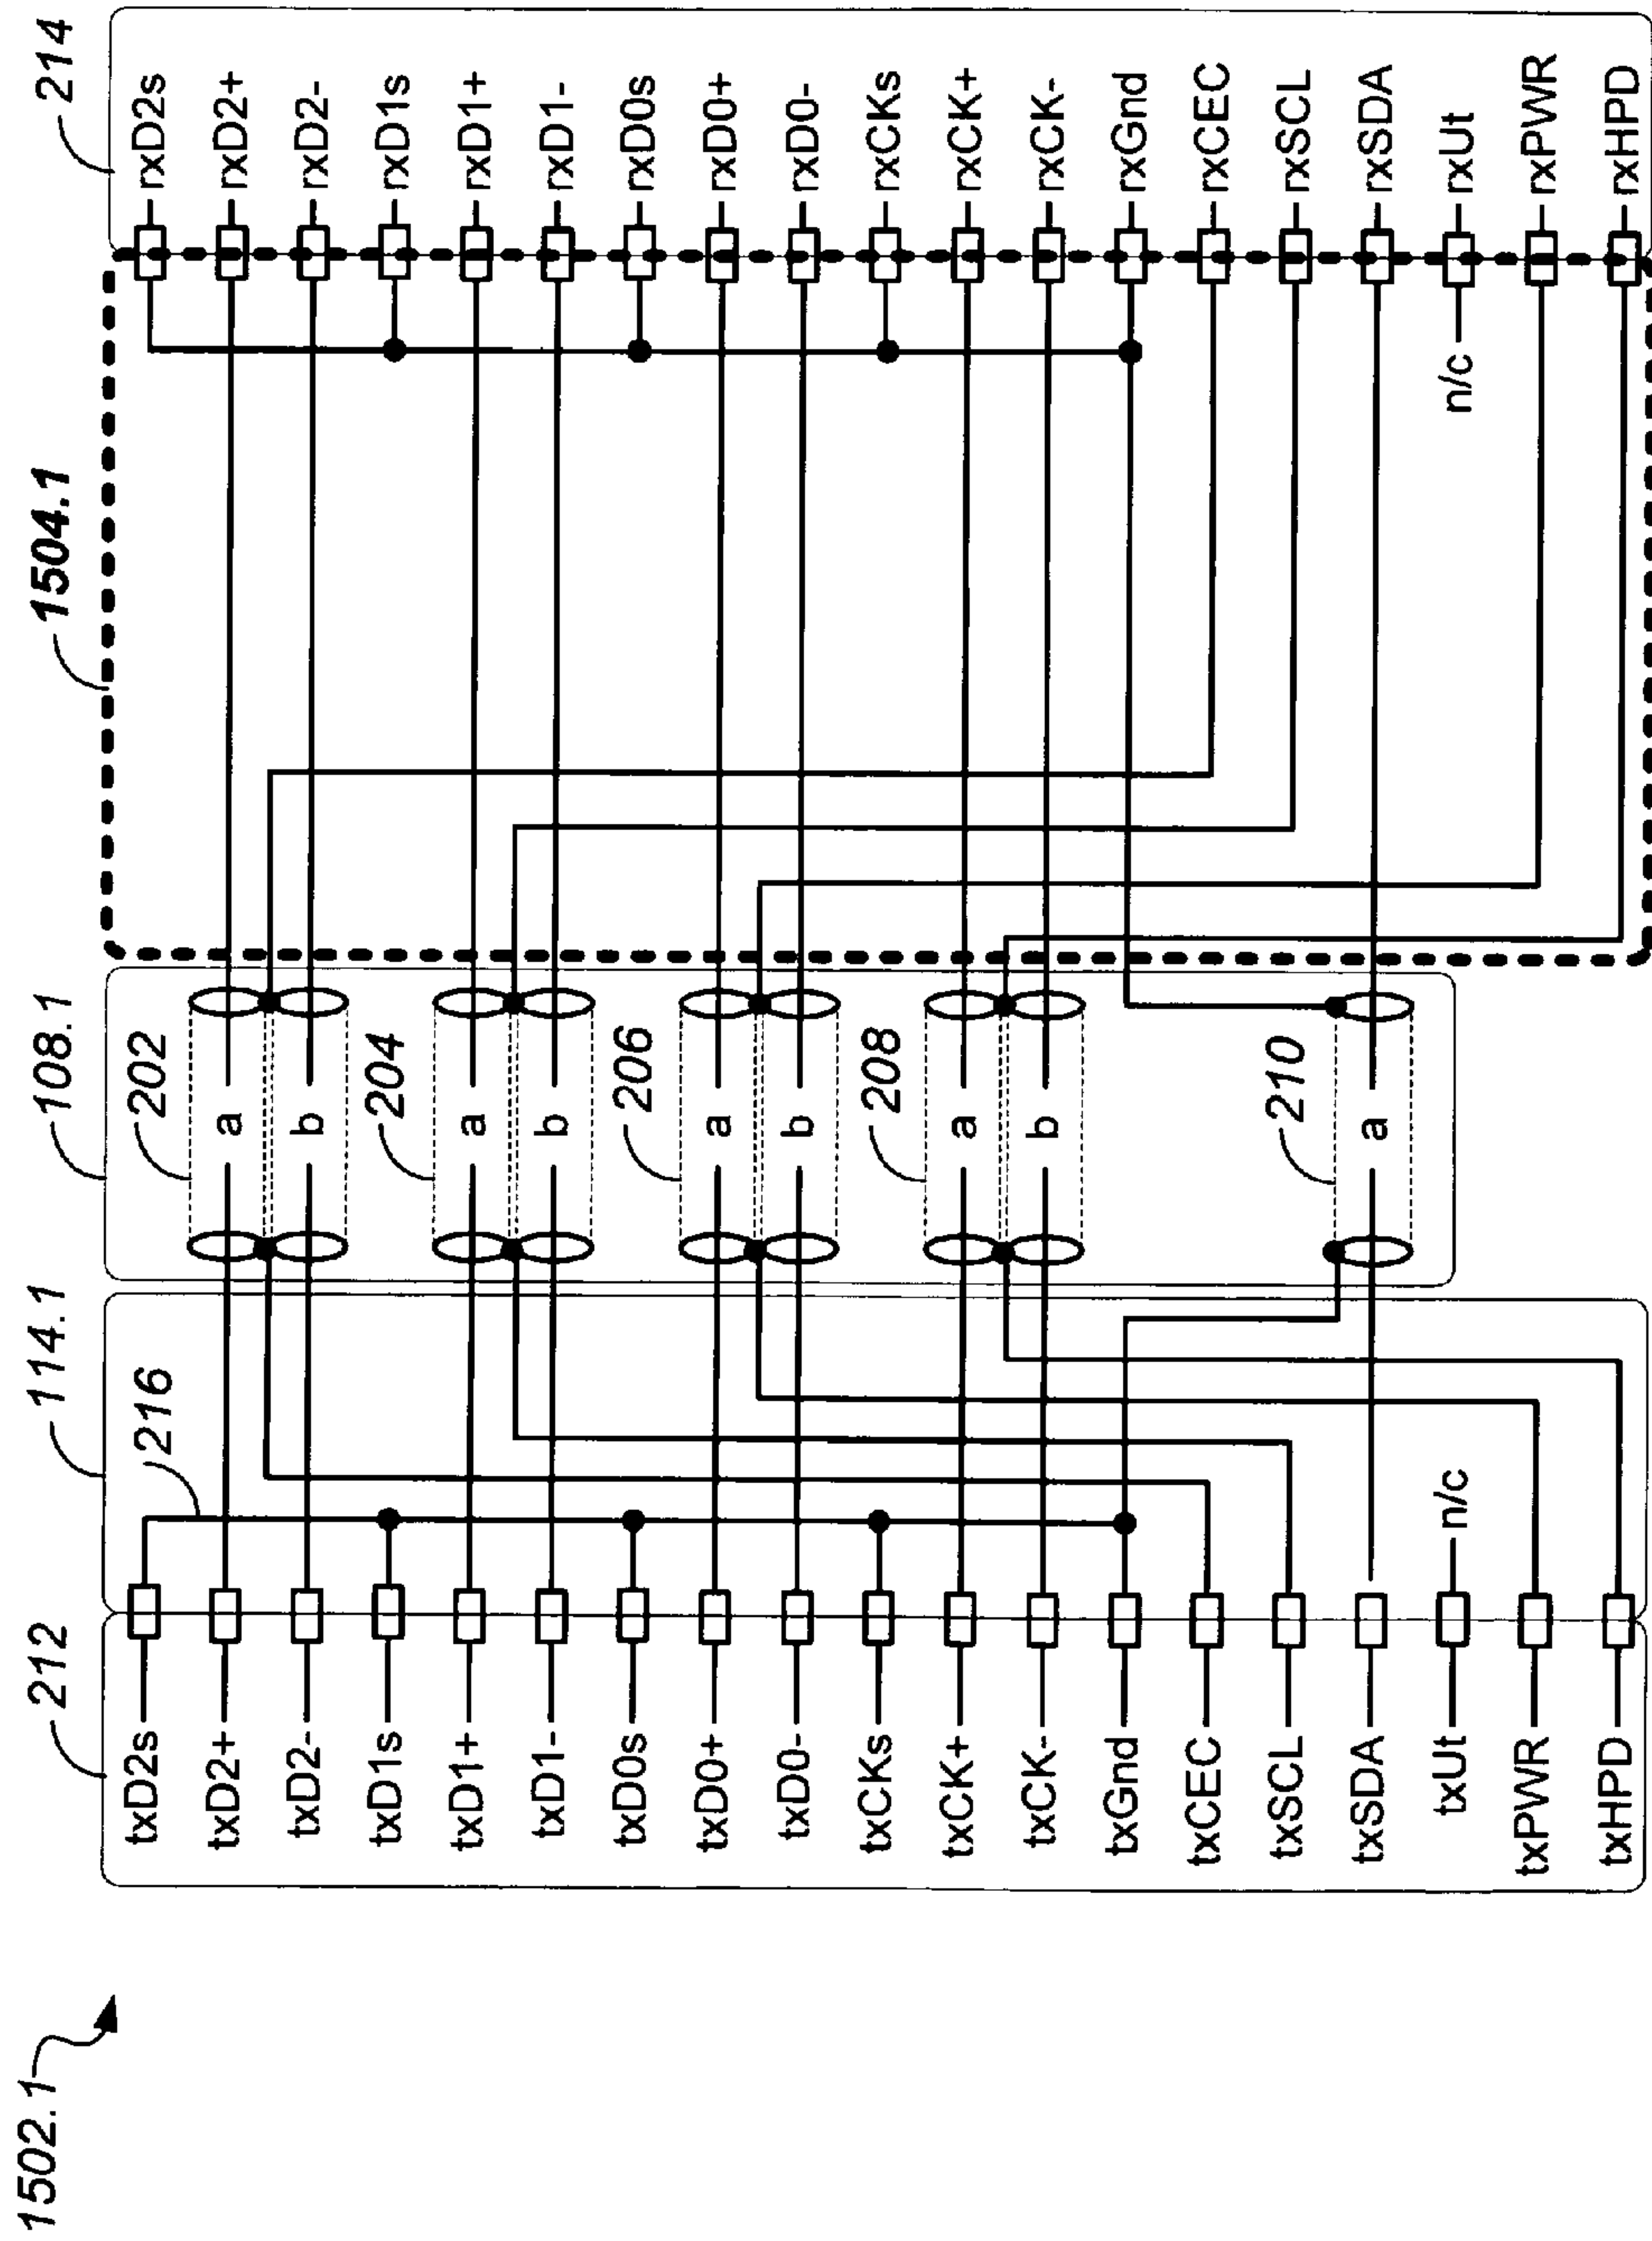 1502.1
212
114.1
216
108.1
202
204
206
208
210
1504.1
214
txD2s
txD2+
txD2-
txD1s
txD1+
txD1-
txD0s
txD0+
txD0-
txCKs
txCK+
txCK-
txGnd
txCEC
txSCL
txSDA
txUt
txPWR
txHPD
n/c
a
b
a
b
a
b
a
b
a
n/c
rxD2s
rxD2+
rxD2-
rxD1s
rxD1+
rxD1-
rxD0s
rxD0+
rxD0-
rxCKs
rxCK+
rxCK-
rxGnd
rxCEC
rxSCL
rxSDA
rxUt
rxPWR
rxHPD